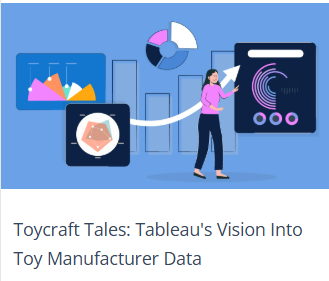 Toycraft Tales: Tableau's Vision Into
Toy Manufacturer Data